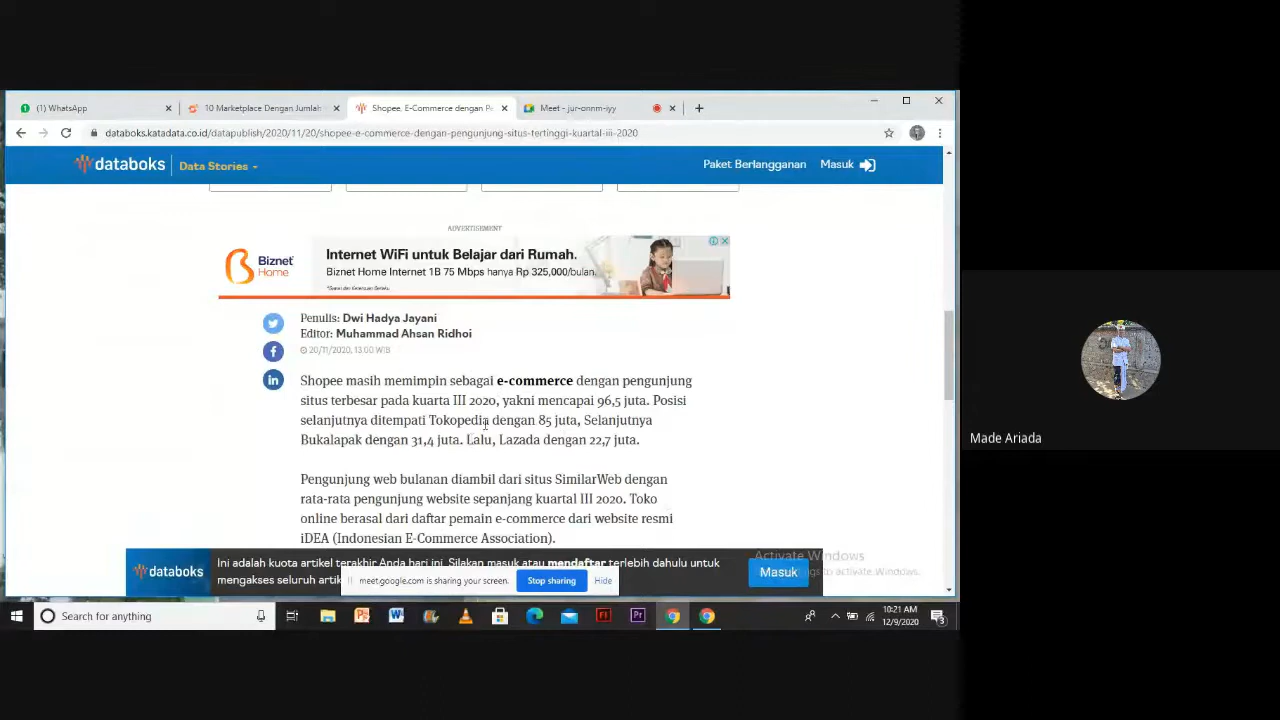 (1) WhatsApp
10 Marketplace Dengan Jumlah
Shopee, E-Commerce dengan Pe
Meet - jur-onnm-iyy
databoks.katadata.co.id/datapublish/2020/11/20/shopee-e-commerce-dengan-pengunjung-situs-tertinggi-kuartal-iii-2020
databoks
Data Stories
Paket Berlangganan
Masuk
ADVERTISEMENT
Biznet Home
Internet WiFi untuk Belajar dari Rumah.
Biznet Home Internet 1B 75 Mbps hanya Rp 325,000/bulan.
Penulis: Dwi Hadya Jayani
Editor: Muhammad Ahsan Ridhoi
20/11/2020, 13.00 WIB
Shopee masih memimpin sebagai e-commerce dengan pengunjung
situs terbesar pada kuarta III 2020, yakni mencapai 96,5 juta. Posisi
selanjutnya ditempati Tokopedia dengan 85 juta, Selanjutnya
Bukalapak dengan 31,4 juta. Lalu, Lazada dengan 22,7 juta.
Pengunjung web bulanan diambil dari situs SimilarWeb dengan
rata-rata pengunjung website sepanjang kuartal III 2020. Toko
online berasal dari daftar pemain e-commerce dari website resmi
iDEA (Indonesian E-Commerce Association).
databoks
Ini adalah kuota artikel terakhir Anda hari ini. Silakan masuk atau mendaftar terlebih dahulu untuk
mengakses seluruh artik
Masuk
Activate Windows
gs to activate Windows.
meet.google.com is sharing your screen.
Stop sharing
Hide
Search for anything
10:21 AM
12/9/2020
3
Made Ariada